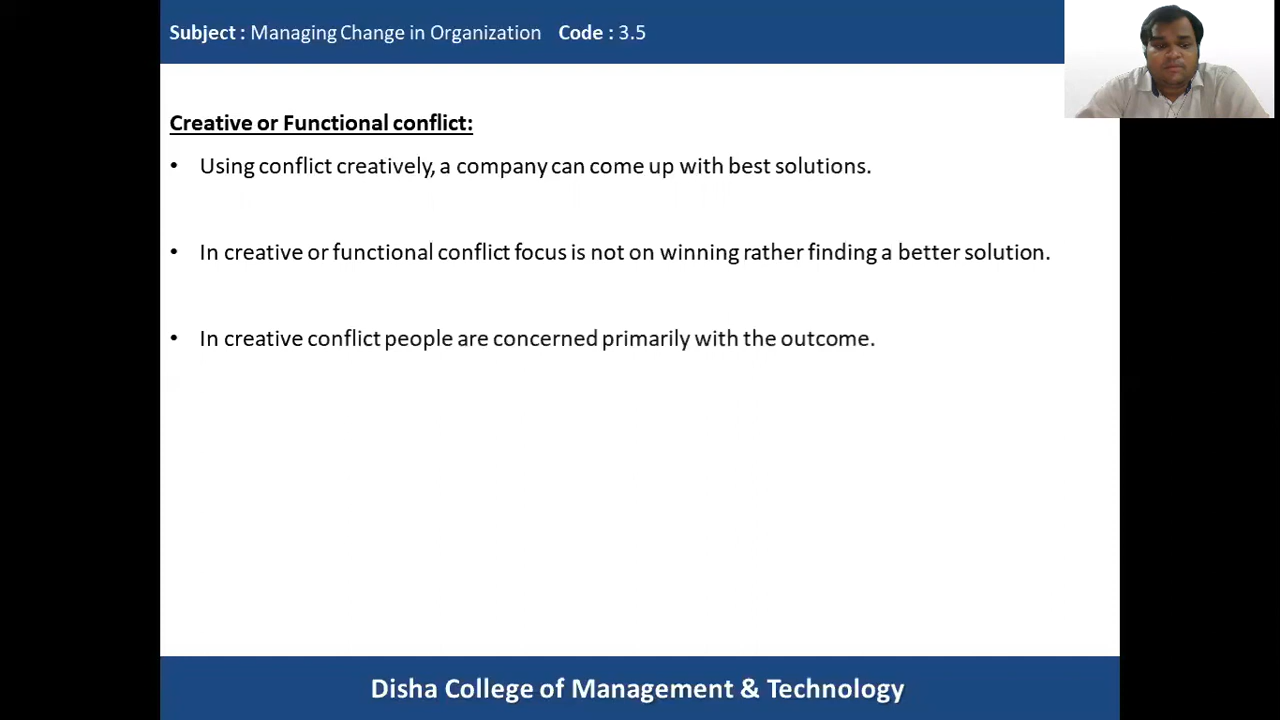 Subject : Managing Change in Organization Code : 3.5
Creative or Functional conflict:
• Using conflict creatively, a company can come up with best solutions.
• In creative or functional conflict focus is not on winning rather finding a better solution.
• In creative conflict people are concerned primarily with the outcome.
Disha College of Management & Technology